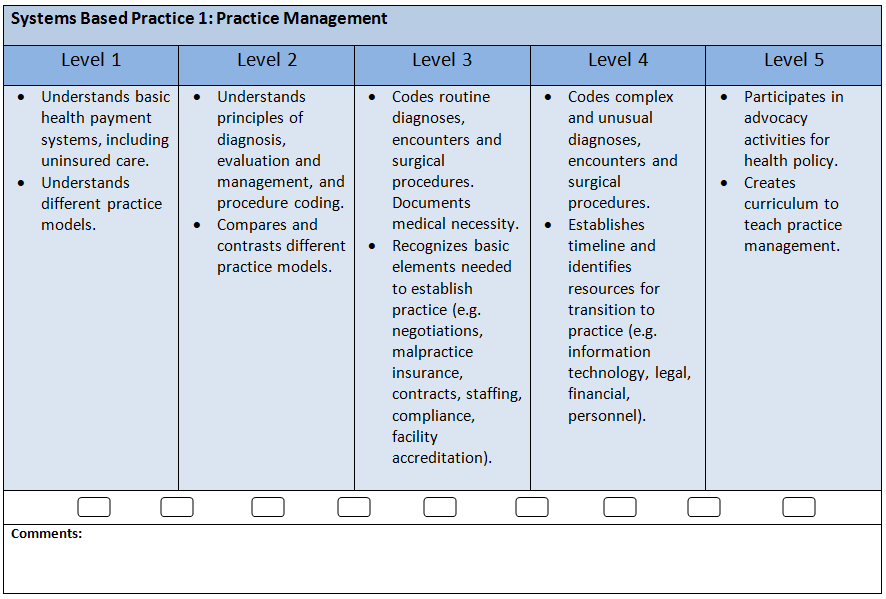 Systems Based Practice 1: Practice Management
Level 1
Level 2
Level 3
Level 4
Level 5
• Understands basic
health payment
systems, including
uninsured care.
• Understands
different practice
models.
• Understands
principles of
diagnosis,
evaluation and
management, and
procedure coding.
• Compares and
contrasts different
practice models.
• Codes routine
diagnoses,
encounters and
surgical
procedures.
Documents
medical necessity.
• Recognizes basic
elements needed
to establish
practice (e.g.
negotiations,
malpractice
insurance,
contracts, staffing,
compliance,
facility
accreditation).
• Codes complex
and unusual
diagnoses,
encounters and
surgical
procedures.
• Establishes
timeline and
identifies
resources for
transition to
practice (e.g.
information
technology, legal,
financial,
personnel).
• Participates in
advocacy
activities for
health policy.
• Creates
curriculum to
teach practice
management.
Comments: